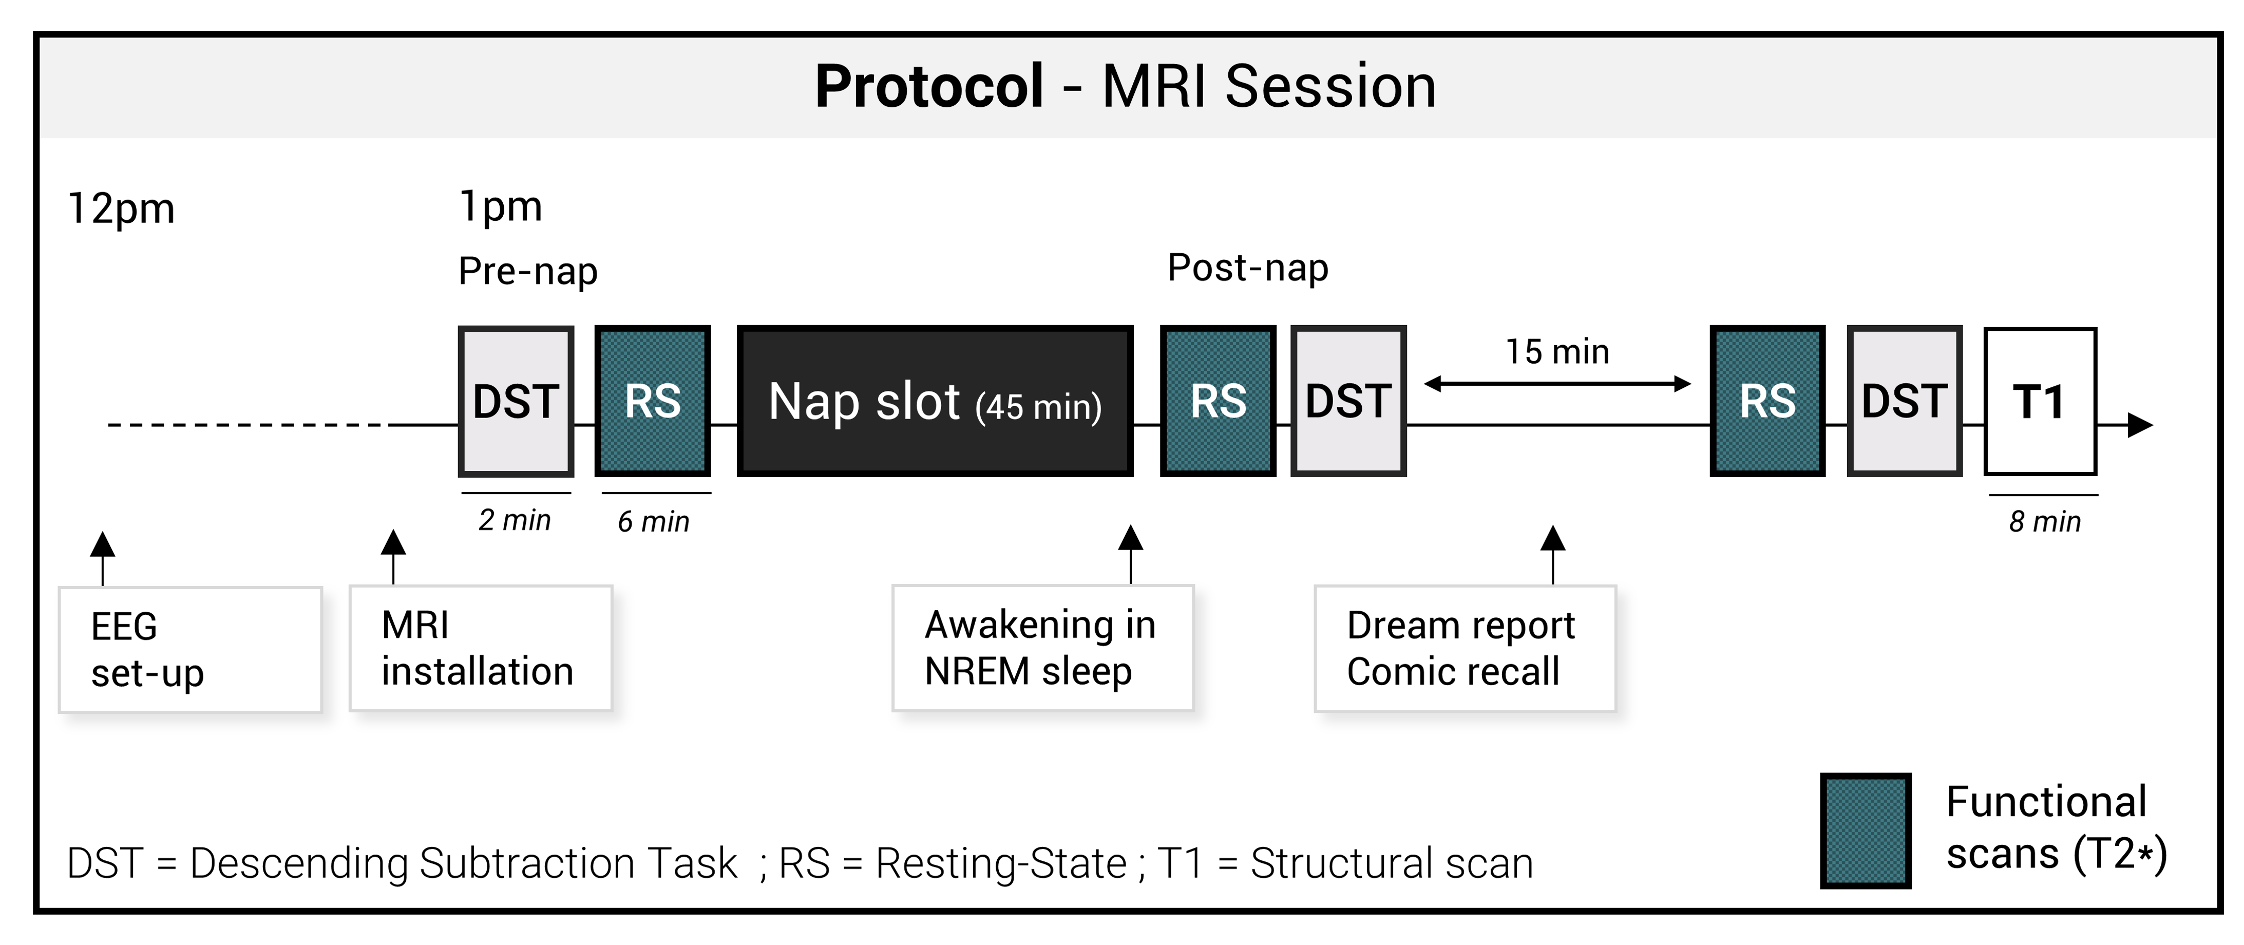 Protocol - MRI Session
12pm
1pm
Pre-nap
Post-nap
DST
RS
Nap slot (45 min)
RS
DST
15 min
RS
DST
T1
2 min
6 min
8 min
EEG
set-up
MRI
installation
Awakening in
NREM sleep
Dream report
Comic recall
Functional
scans (T2*)
DST = Descending Subtraction Task ; RS = Resting-State ; T1 = Structural scan